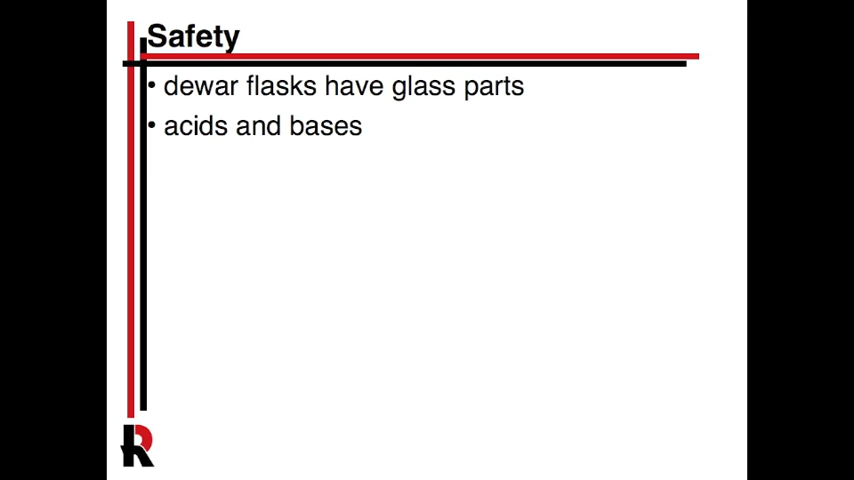 Safety
• dewar flasks have glass parts
• acids and bases